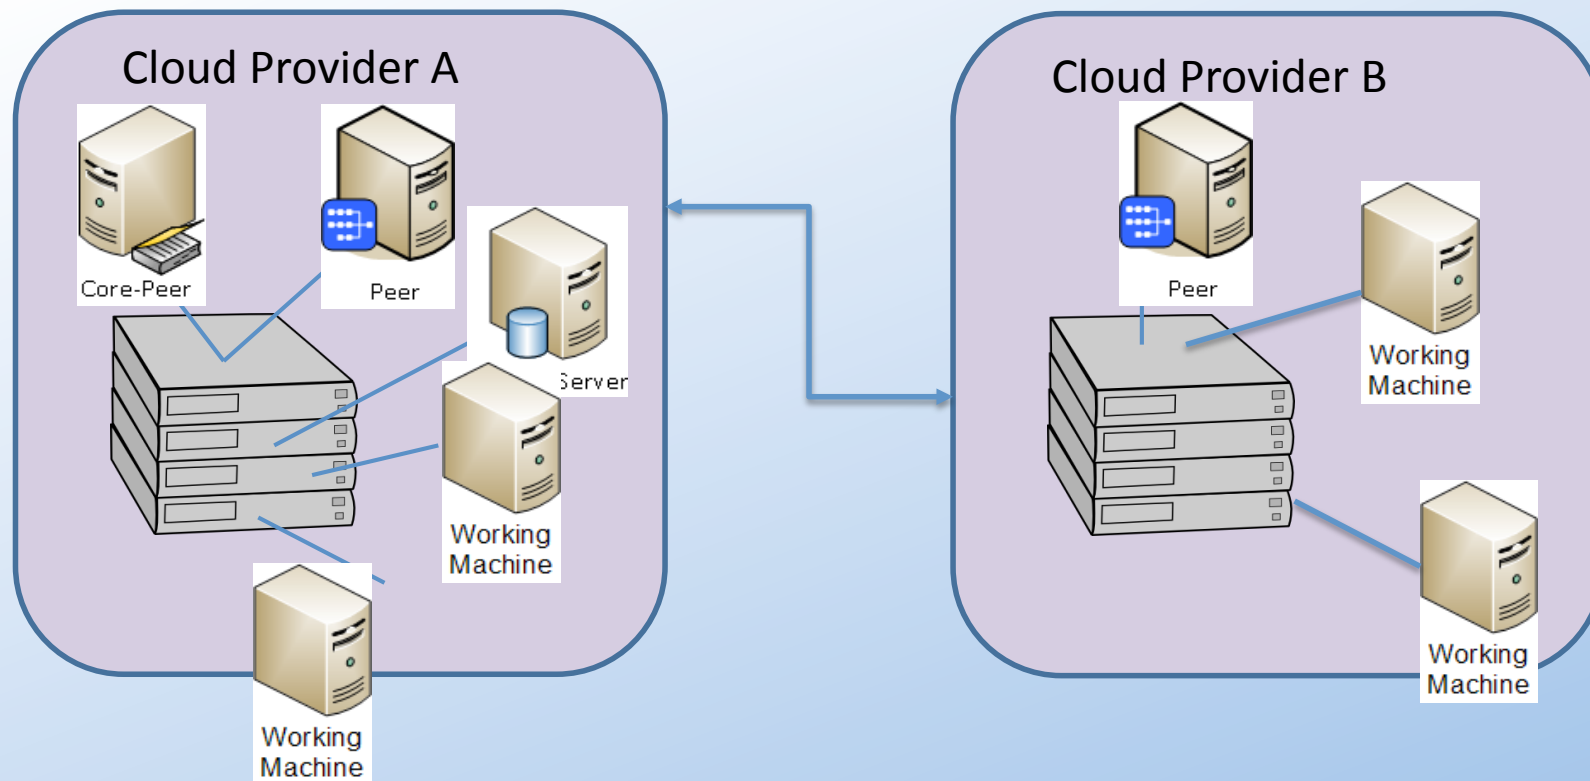 Cloud Provider A
Core-Peer
Peer
Server
Working
Machine
Working
Machine
Cloud Provider B
Peer
Working
Machine
Working
Machine